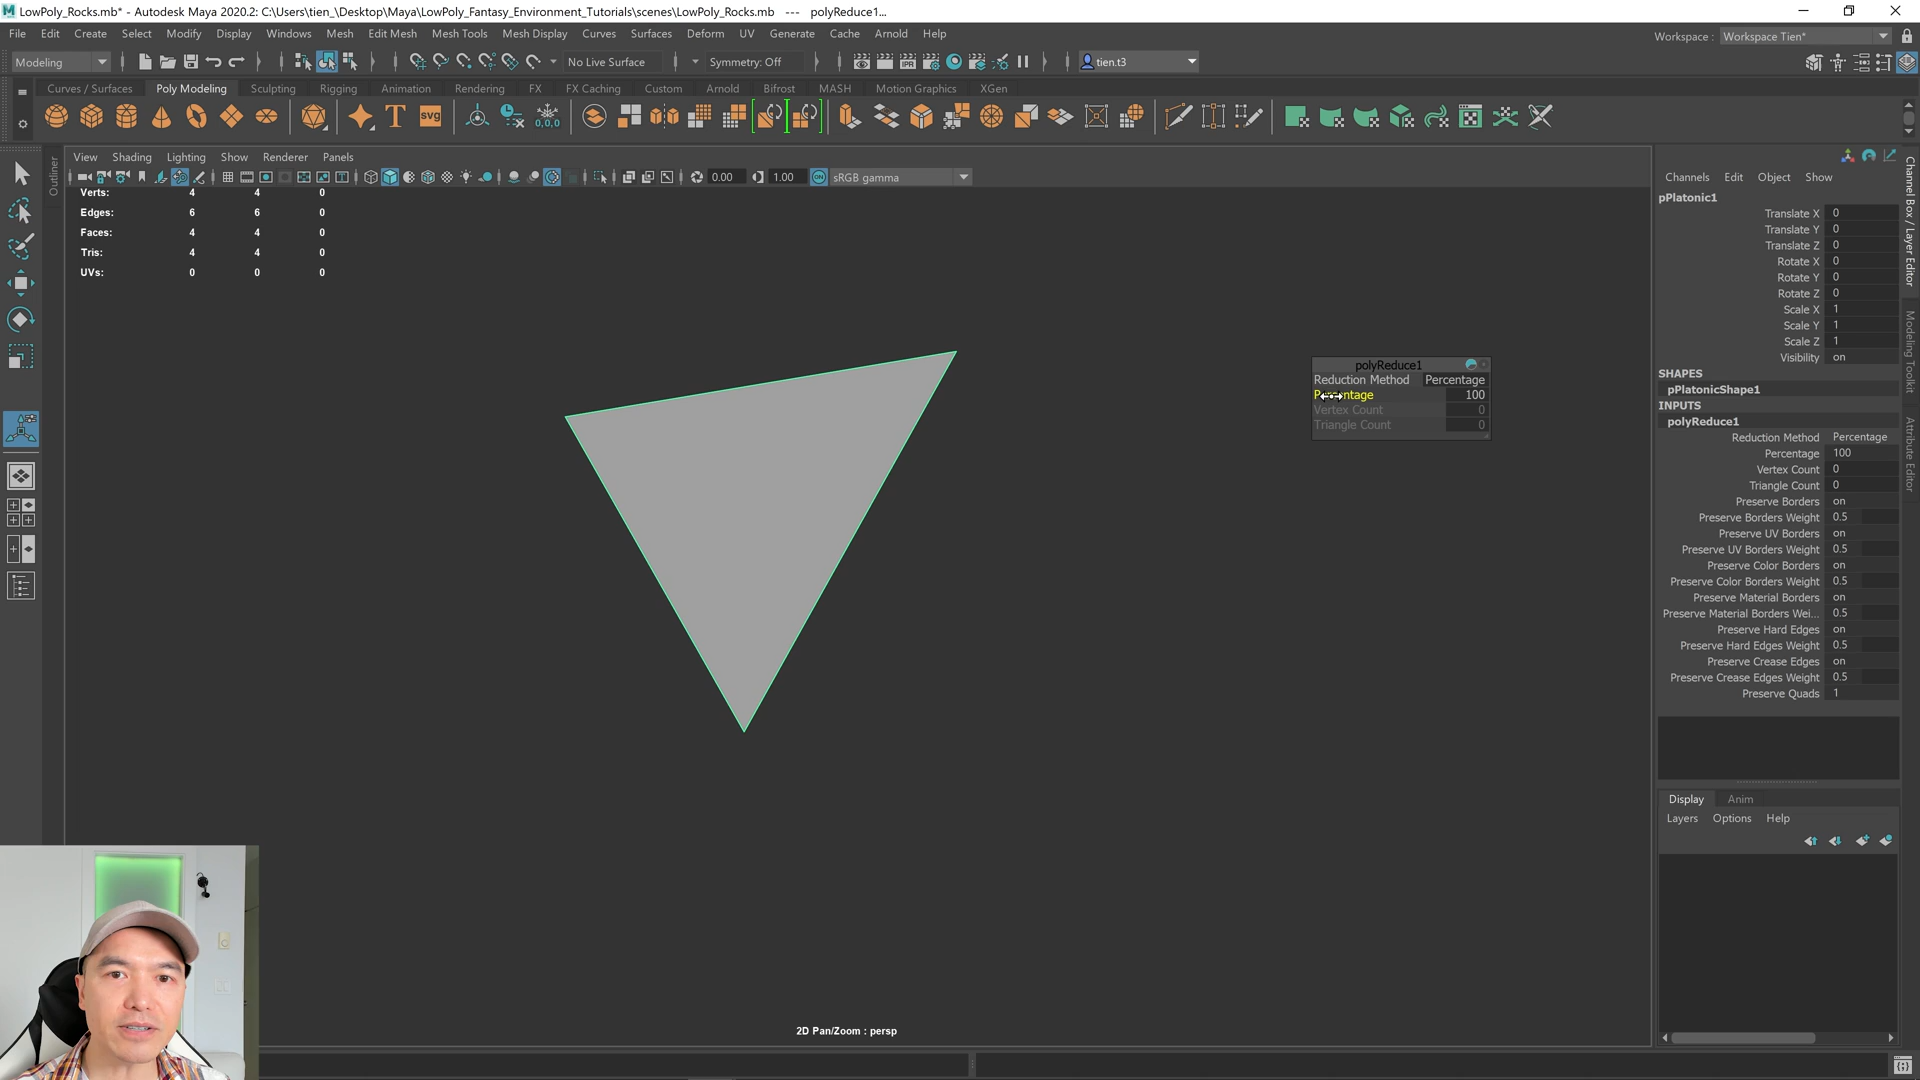 LowPoly_Rocks.mb* - Autodesk Maya 2020.2: C:\Users\tien_\Desktop\Maya\LowPoly_Fantasy_Environment_Tutorials\scenes\LowPoly_Rocks.mb --- polyReduce1...
File Edit Create Select Modify Display Windows Mesh Edit Mesh Mesh Tools Mesh Display Curves Surfaces Deform UV Generate Cache Arnold Help
Workspace : Workspace Tien*
Modeling No Live Surface Symmetry: Off tien.t3
Curves / Surfaces Poly Modeling Sculpting Rigging Animation Rendering FX FX Caching Custom Arnold Bifrost MASH Motion Graphics XGen
T svg 0,0,0
View Shading Lighting Show Renderer Panels
0.00 1.00 ON sRGB gamma
Outliner
Verts: 4 4 0
Edges: 6 6 0
Faces: 4 4 0
Tris: 4 4 0
UVs: 0 0 0
polyReduce1
Reduction Method Percentage
Percentage 100
Vertex Count 0
Triangle Count 0
2D Pan/Zoom : persp
Channels Edit Object Show
pPlatonic1
Translate X 0
Translate Y 0
Translate Z 0
Rotate X 0
Rotate Y 0
Rotate Z 0
Scale X 1
Scale Y 1
Scale Z 1
Visibility on
SHAPES
pPlatonicShape1
INPUTS
polyReduce1
Reduction Method Percentage
Percentage 100
Vertex Count 0
Triangle Count 0
Preserve Borders on
Preserve Borders Weight 0.5
Preserve UV Borders on
Preserve UV Borders Weight 0.5
Preserve Color Borders on
Preserve Color Borders Weight 0.5
Preserve Material Borders on
Preserve Material Borders Wei... 0.5
Preserve Hard Edges on
Preserve Hard Edges Weight 0.5
Preserve Crease Edges on
Preserve Crease Edges Weight 0.5
Preserve Quads 1
Display Anim
Layers Options Help
Channel Box / Layer Editor
Modeling Toolkit
Attribute Editor